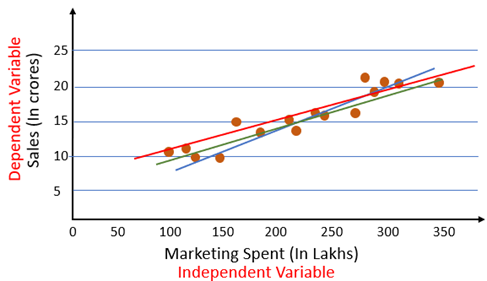 Dependent Variable
Sales (In crores)
25
20
15
10
5
0 50 100 150 200 250 300 350
Marketing Spent (In Lakhs)
Independent Variable